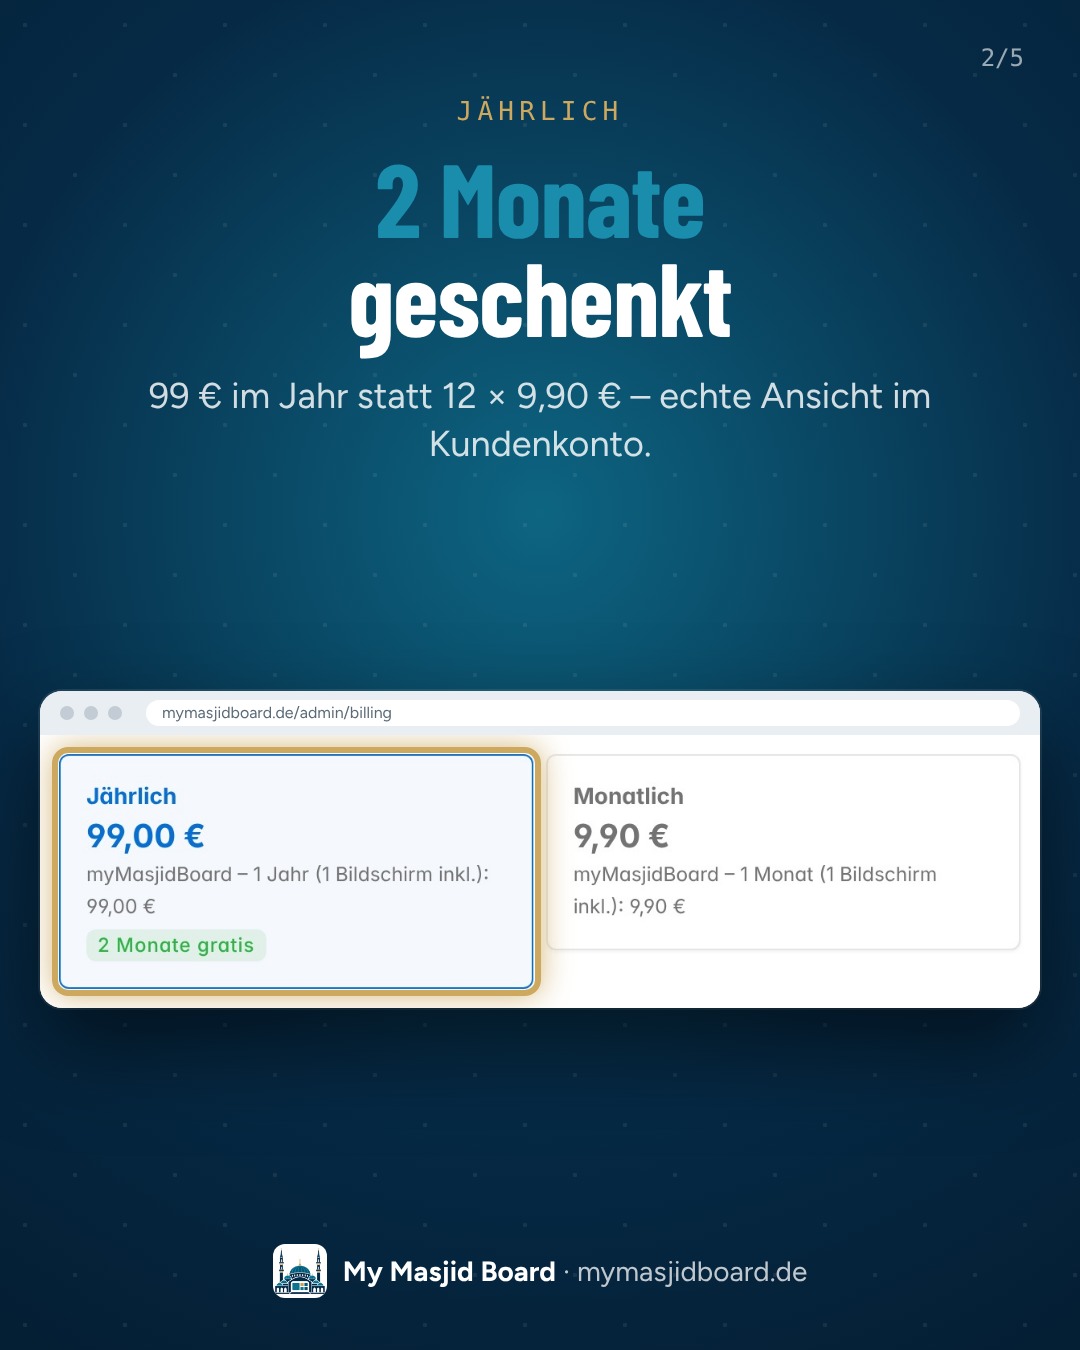 2/5
JÄHRLICH
2 Monate
geschenkt
99 € im Jahr statt 12 × 9,90 € – echte Ansicht im
Kundenkonto.
mymasjidboard.de/admin/billing
Jährlich
99,00 €
myMasjidBoard – 1 Jahr (1 Bildschirm inkl.):
99,00 €
2 Monate gratis
Monatlich
9,90 €
myMasjidBoard – 1 Monat (1 Bildschirm
inkl.): 9,90 €
My Masjid Board · mymasjidboard.de